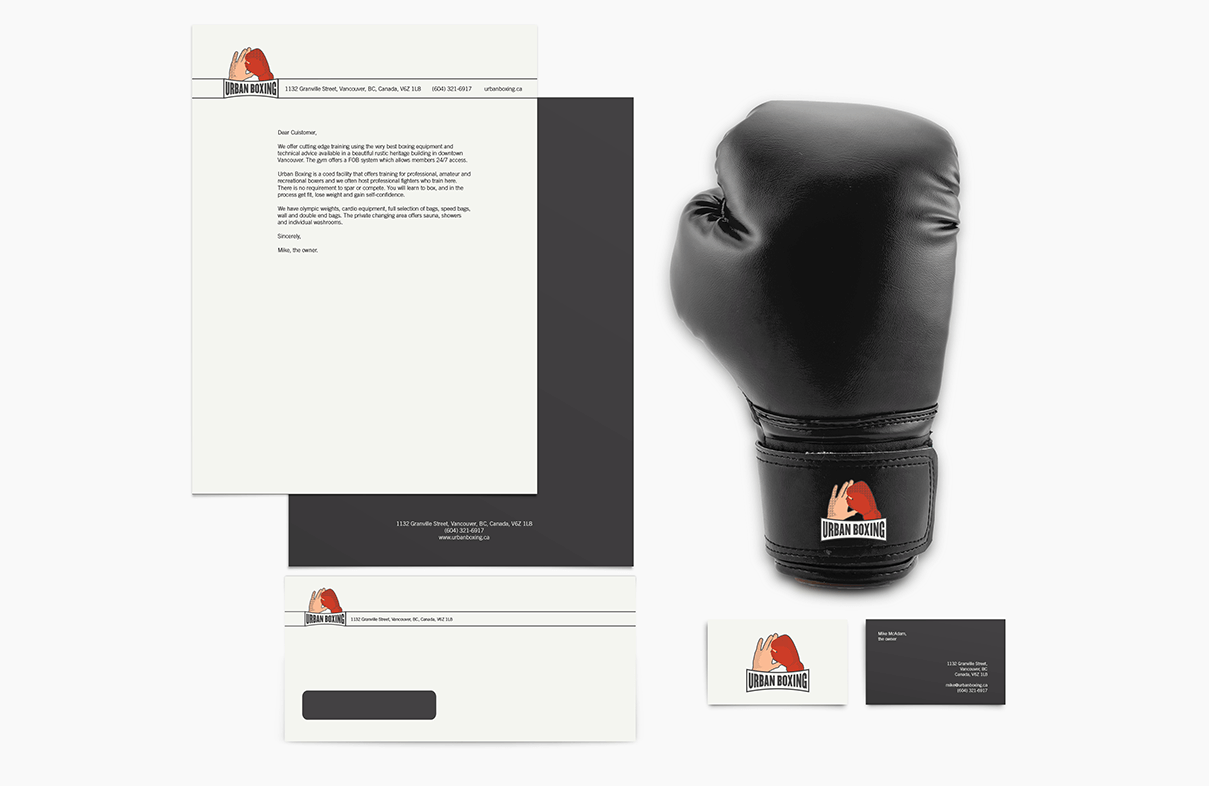 URBAN BOXING
1132 Granville Street, Vancouver, BC, Canada, V6Z 1L8 (604) 321-6917 urbanboxing.ca
Dear Cuistomer,
We offer cutting edge training using the very best boxing equipment and
technical advice available in a beautiful rustic heritage building in downtown
Vancouver. The gym offers a FOB system which allows members 24/7 access.
Urban Boxing is a coed facility that offers training for professional, amateur and
recreational boxers and we often host professional fighters who train here.
There is no requirement to spar or compete. You will learn to box, and in the
process get fit, lose weight and gain self-confidence.
We have olympic weights, cardio equipment, full selection of bags, speed bags,
wall and double end bags. The private changing area offers sauna, showers
and individual washrooms.
Sincerely,
Mike, the owner.
1132 Granville Street, Vancouver, BC, Canada, V6Z 1L8
(604) 321-6917
www.urbanboxing.ca
URBAN BOXING
1132 Granville Street, Vancouver, BC, Canada, V6Z 1L8
URBAN BOXING
URBAN BOXING
Mike McAdam,
the owner
1132 Granville Street,
Vancouver, BC
Canada, V6Z 1L8
mike@urbanboxing.ca
(604) 321-6917